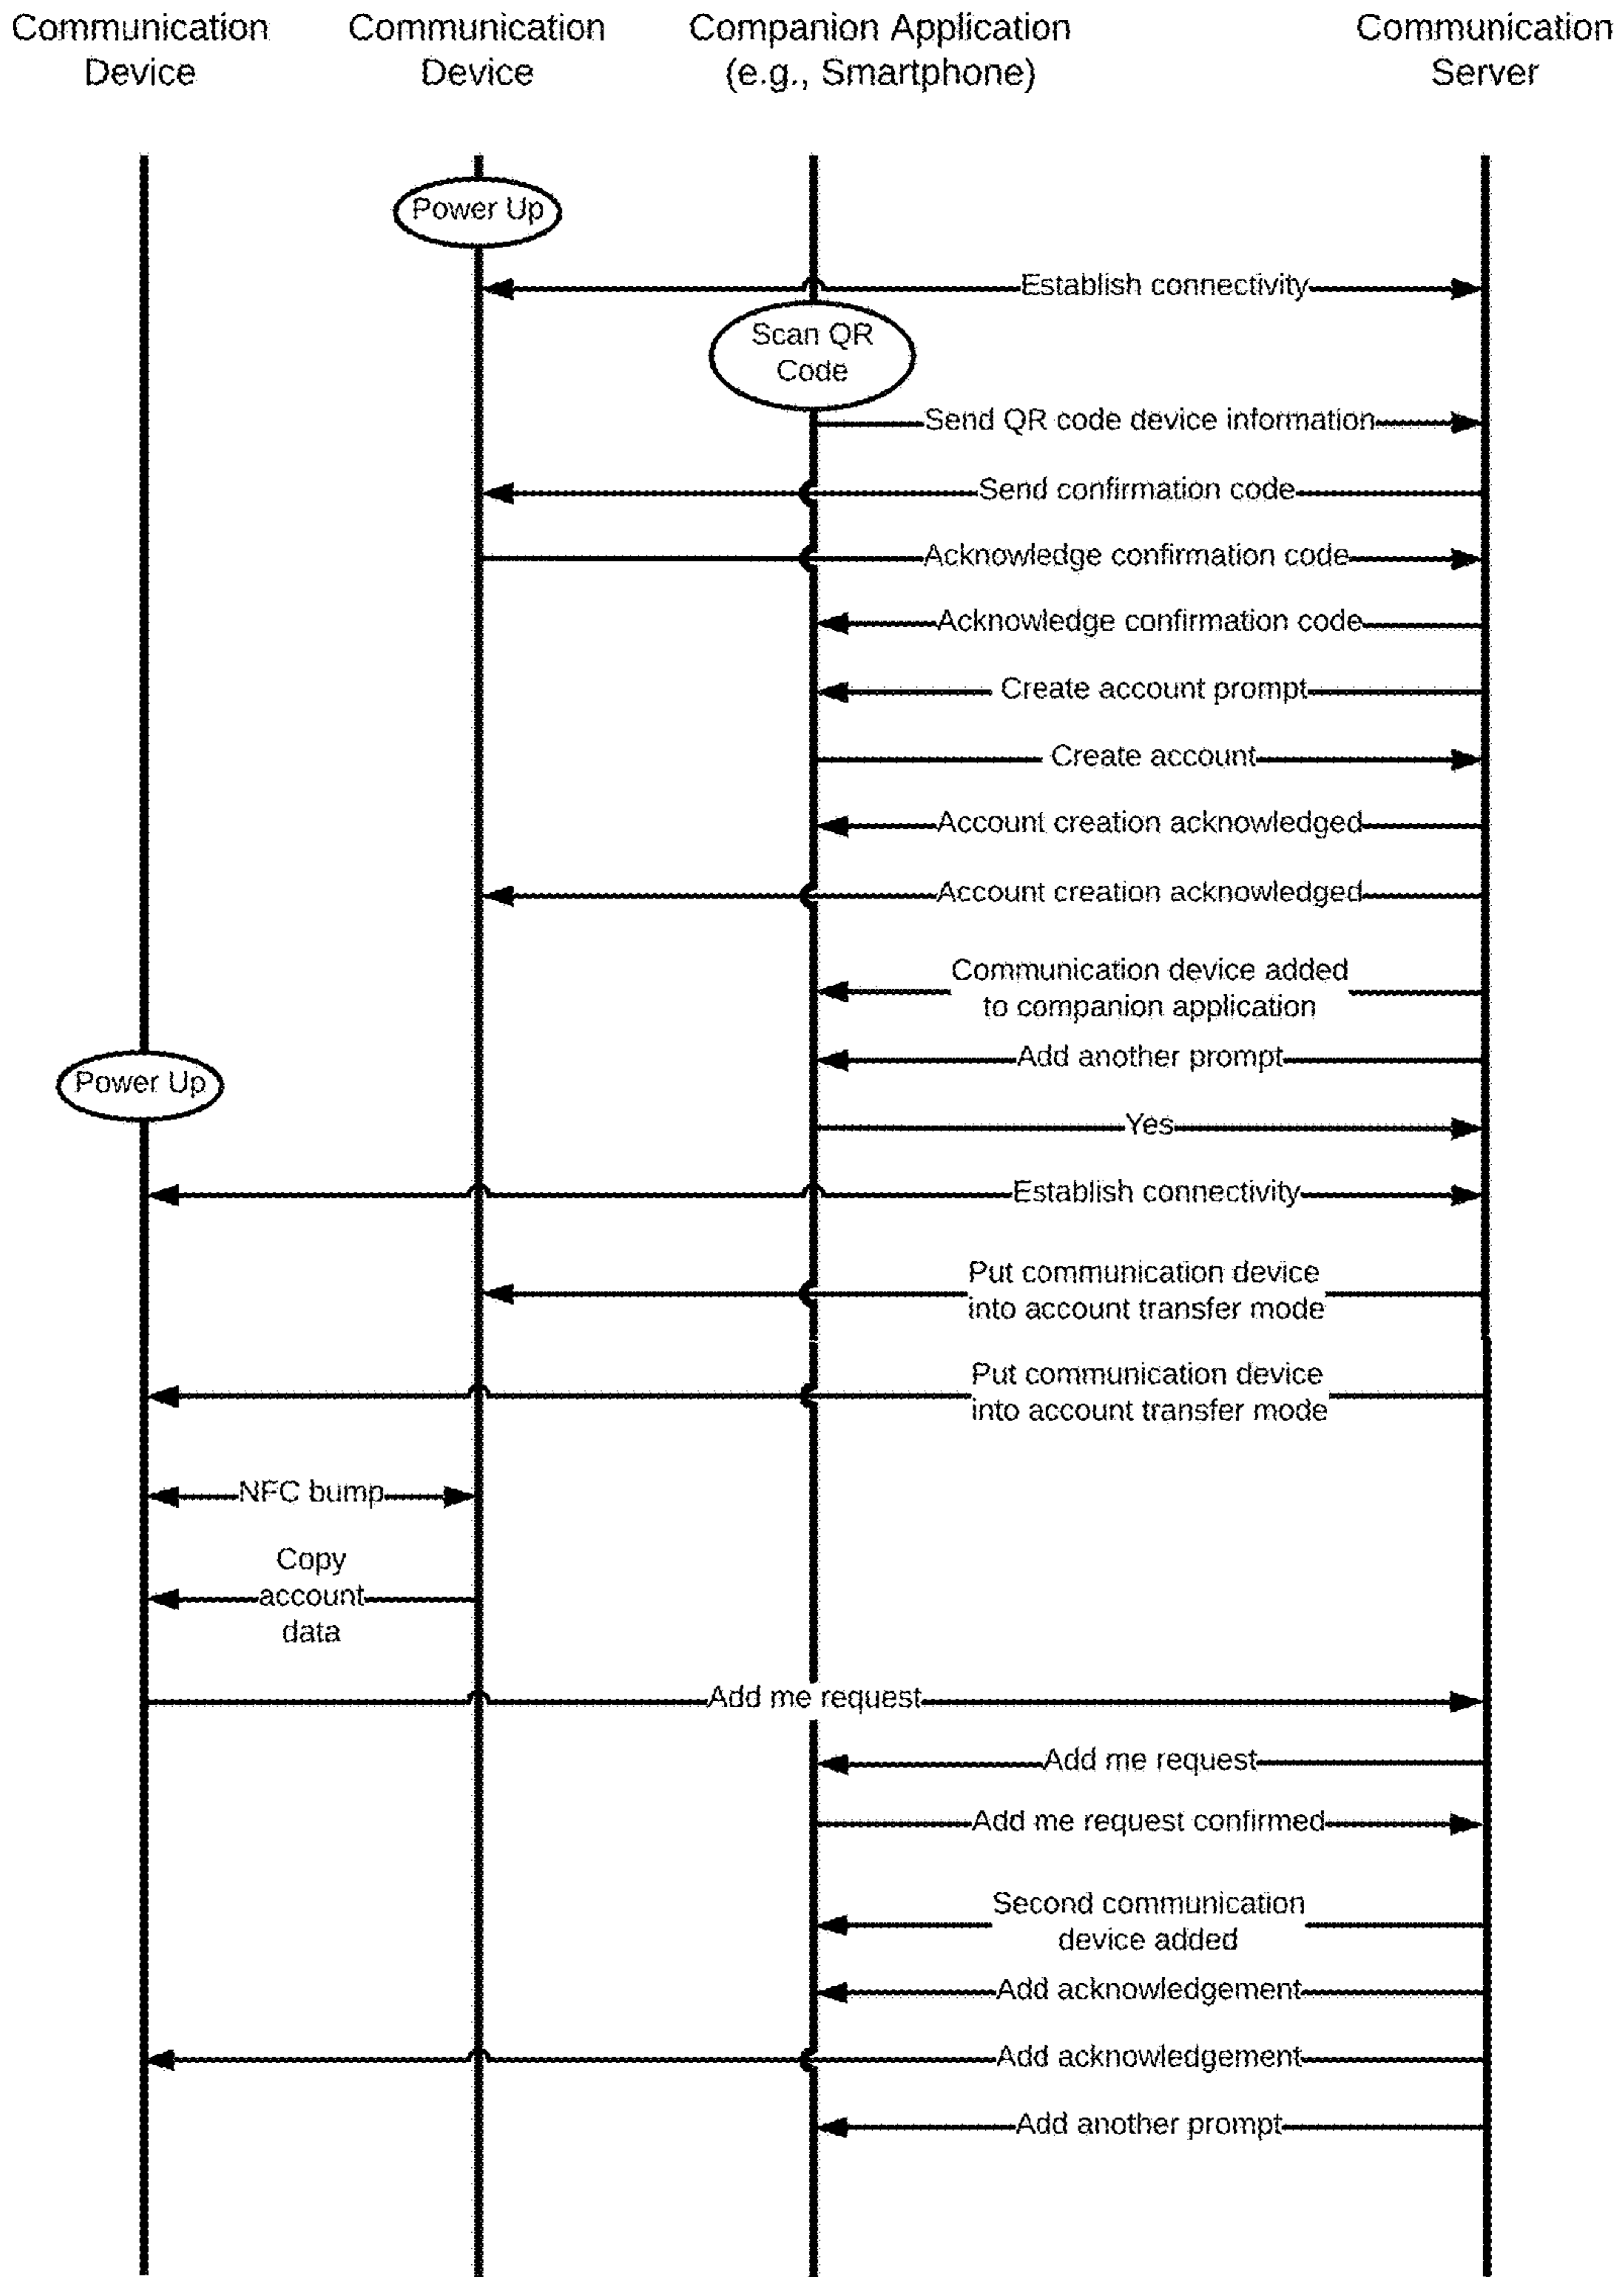 Communication
Device
Communication
Device
Companion Application
(e.g., Smartphone)
Communication
Server
Power Up
Establish connectivity
Scan QR
Code
Send QR code device information
Send confirmation code
Acknowledge confirmation code
Acknowledge confirmation code
Create account prompt
Create account
Account creation acknowledged
Account creation acknowledged
Communication device added
to companion application
Add another prompt
Power Up
Yes
Establish connectivity
Put communication device
into account transfer mode
Put communication device
into account transfer mode
NFC bump
Copy
account
data
Add me request
Add me request
Add me request confirmed
Second communication
device added
Add acknowledgement
Add acknowledgement
Add another prompt